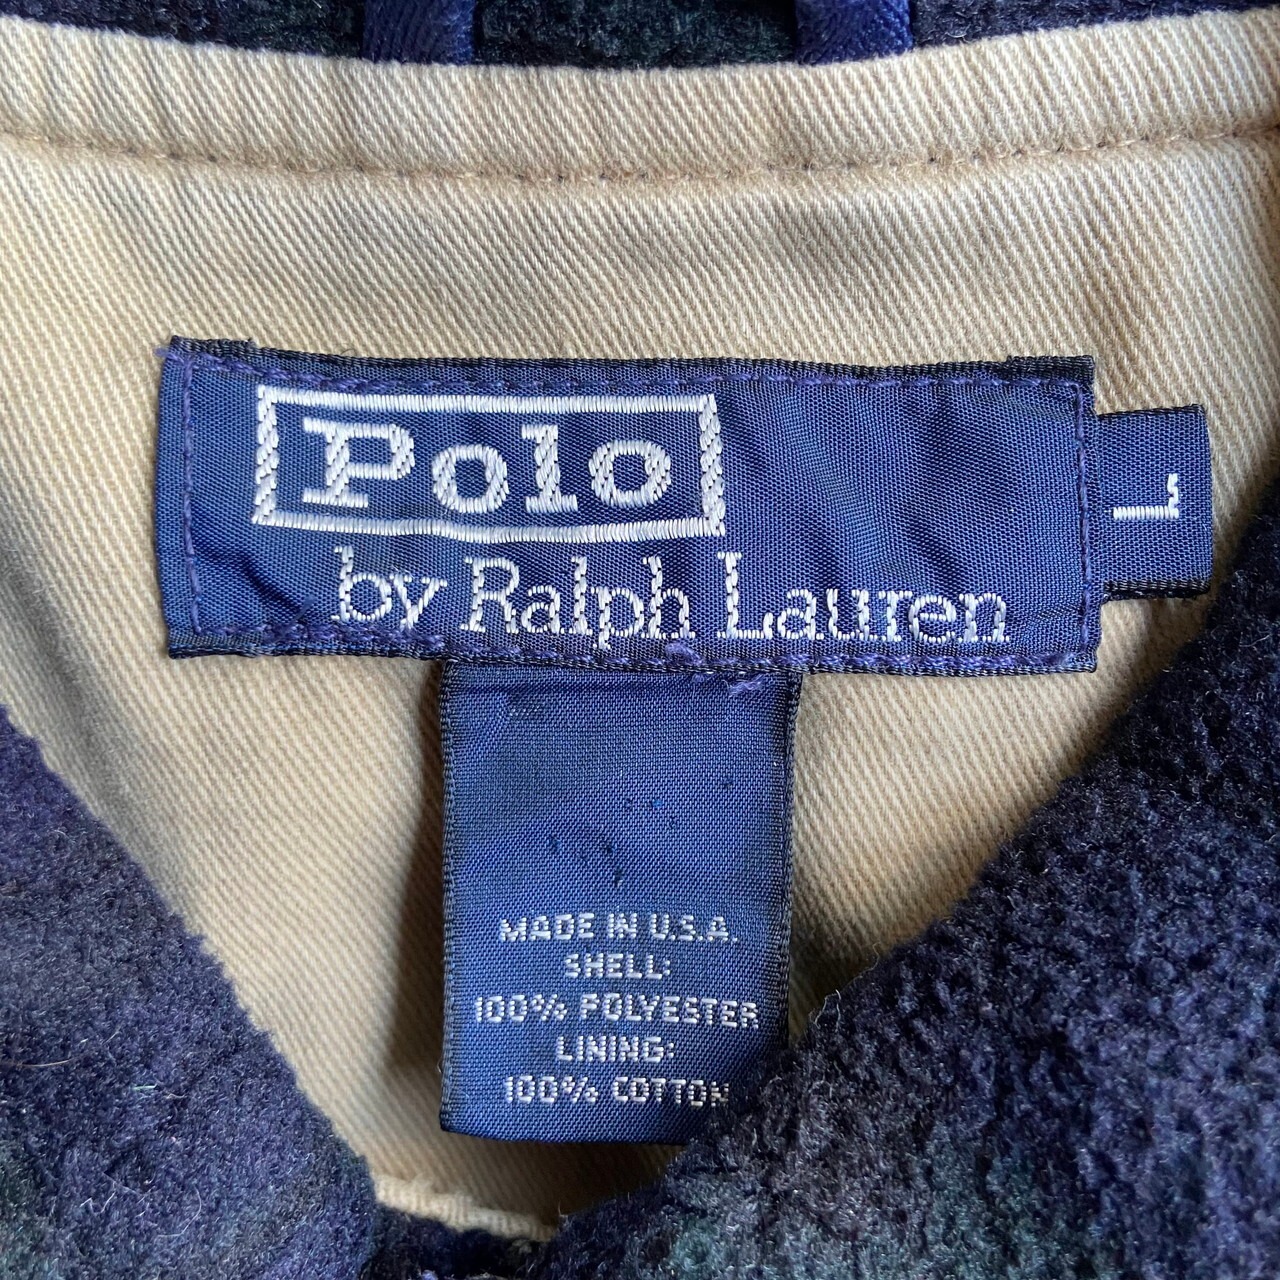 Polo
by Ralph Lauren
L
MADE IN U.S.A.
SHELL:
100% POLYESTER
LINING:
100% COTTON